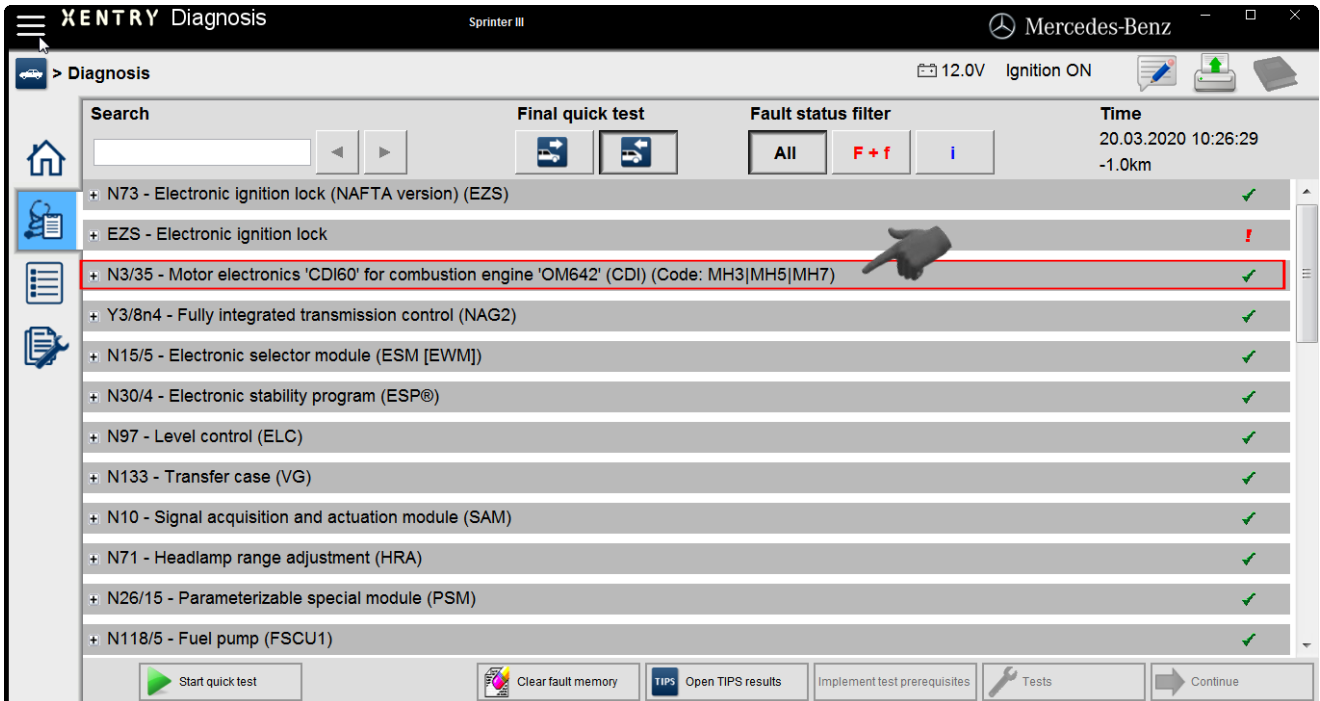 XENTRY Diagnosis
Sprinter III
Mercedes-Benz
> Diagnosis
12.0V Ignition ON
Search
Final quick test
Fault status filter
Time
All
F + f
i
20.03.2020 10:26:29
-1.0km
+ N73 - Electronic ignition lock (NAFTA version) (EZS)
+ EZS - Electronic ignition lock !
+ N3/35 - Motor electronics 'CDI60' for combustion engine 'OM642' (CDI) (Code: MH3|MH5|MH7)
+ Y3/8n4 - Fully integrated transmission control (NAG2)
+ N15/5 - Electronic selector module (ESM [EWM])
+ N30/4 - Electronic stability program (ESP®)
+ N97 - Level control (ELC)
+ N133 - Transfer case (VG)
+ N10 - Signal acquisition and actuation module (SAM)
+ N71 - Headlamp range adjustment (HRA)
+ N26/15 - Parameterizable special module (PSM)
+ N118/5 - Fuel pump (FSCU1)
Start quick test
Clear fault memory
TIPS Open TIPS results
Implement test prerequisites
Tests
Continue